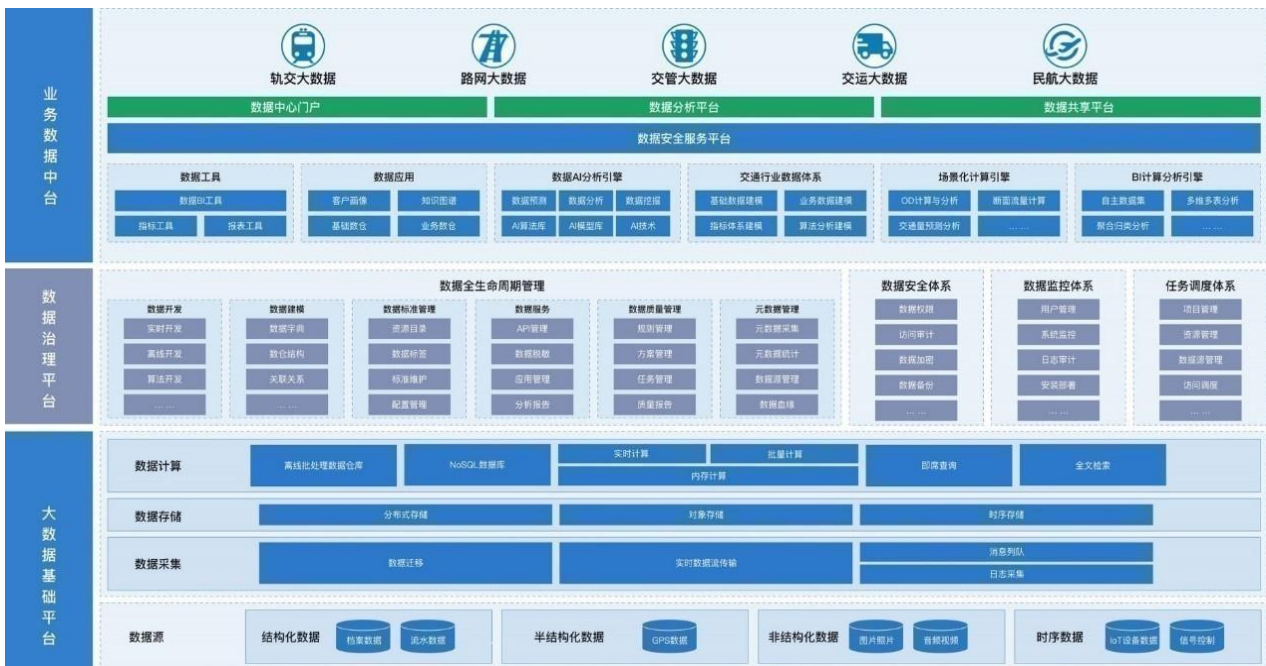 业务数据中台
轨交大数据
路网大数据
交管大数据
交运大数据
民航大数据
数据中心门户
数据分析平台
数据共享平台
数据安全服务平台
数据工具
数据BI工具
指标工具
报表工具
数据应用
客户画像
知识图谱
基础数仓
业务数仓
数据AI分析引擎
数据预测
数据分析
数据挖掘
AI算法库
AI模型库
AI技术
交通行业数据体系
基础数据建模
业务数据建模
指标体系建模
算法分析建模
场景化计算引擎
OD计算与分析
断面流量计算
交通量预测分析
... ...
BI计算分析引擎
自主数据集
多维多表分析
聚合归类分析
... ...
数据治理平台
数据全生命周期管理
数据开发
实时开发
离线开发
算法开发
... ...
数据建模
数据字典
数仓结构
关联关系
... ...
数据标准管理
资源目录
数据标签
标准维护
配置管理
数据服务
API管理
数据脱敏
应用管理
分析报告
数据质量管理
规则管理
方案管理
任务管理
质量报告
元数据管理
元数据采集
元数据统计
数据源管理
数据血缘
数据安全体系
数据权限
访问审计
数据加密
数据备份
... ...
数据监控体系
用户管理
系统监控
日志审计
安装部署
... ...
任务调度体系
项目管理
资源管理
数据源管理
访问调度
... ...
大数据基础平台
数据计算
离线批处理数据仓库
NoSQL数据库
实时计算
批量计算
内存计算
即席查询
全文检索
数据存储
分布式存储
对象存储
时序存储
数据采集
数据迁移
实时数据流传输
消息列队
日志采集
数据源
结构化数据
档案数据
流水数据
半结构化数据
GPS数据
非结构化数据
图片照片
音频视频
时序数据
IoT设备数据
信号控制